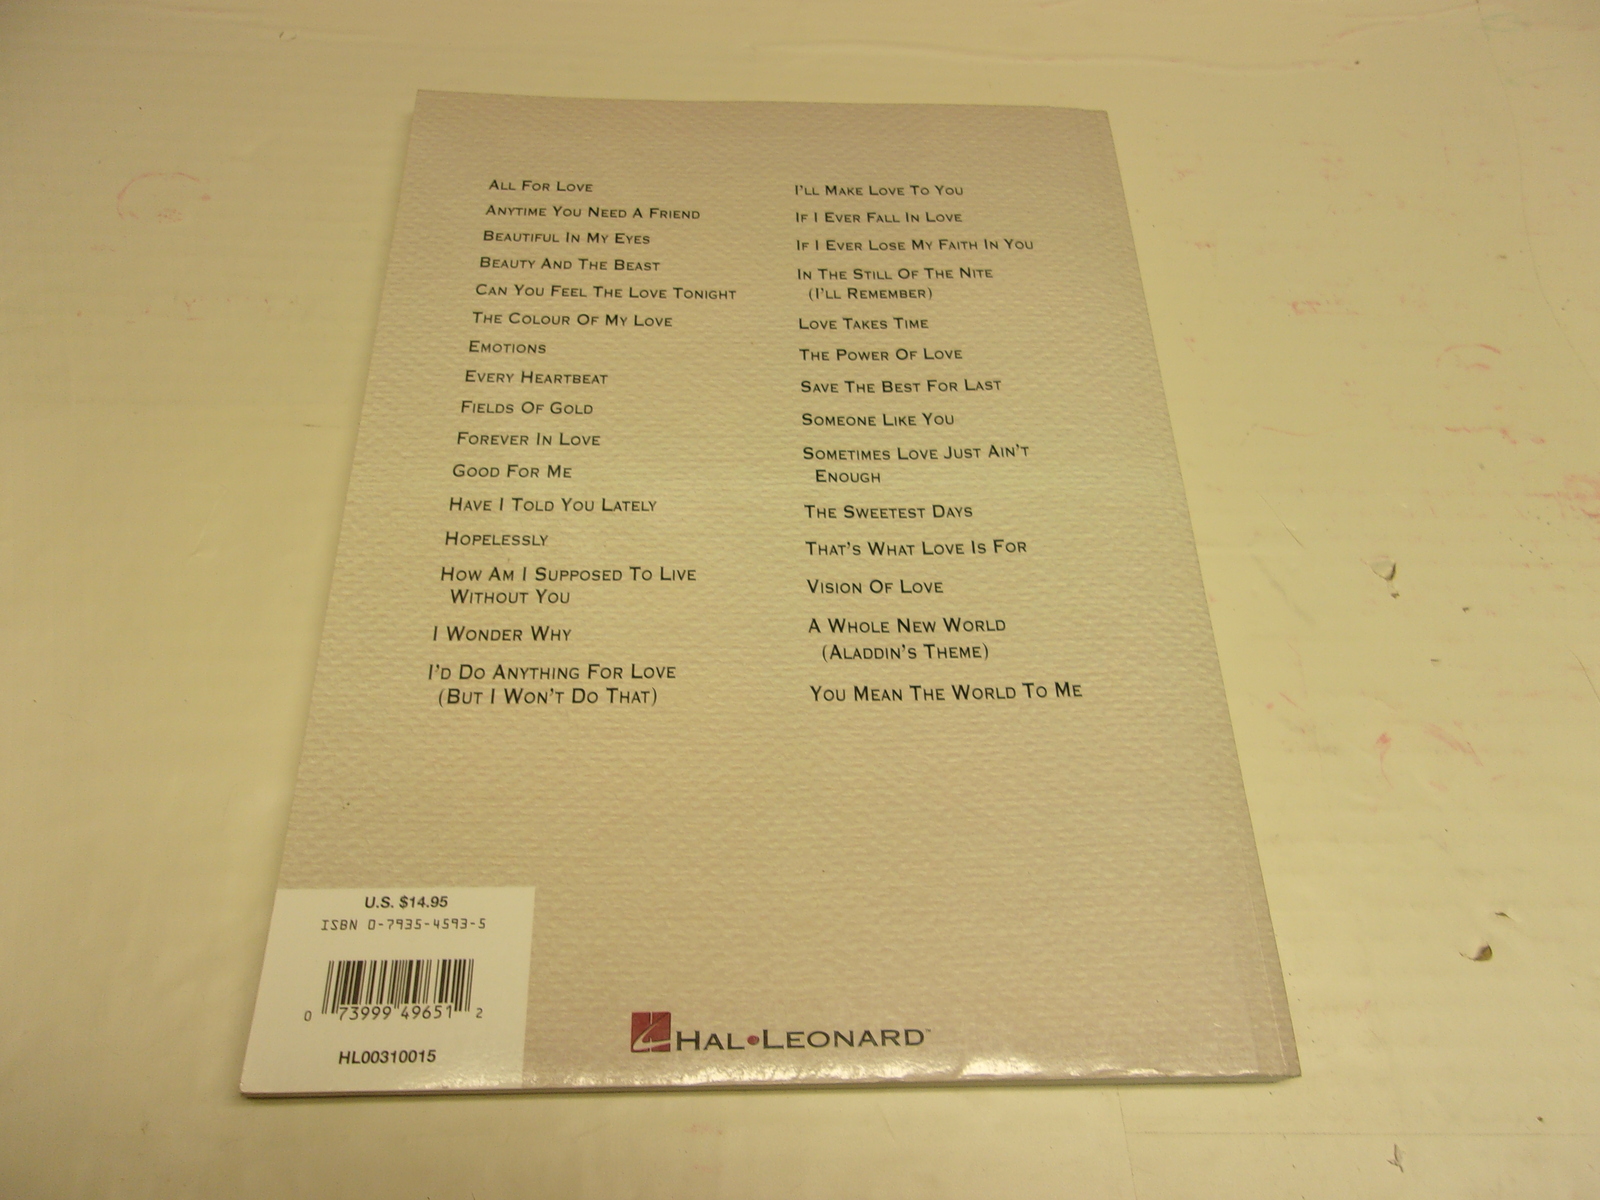 ALL FOR LOVE
ANYTIME YOU NEED A FRIEND
BEAUTIFUL IN MY EYES
BEAUTY AND THE BEAST
CAN YOU FEEL THE LOVE TONIGHT
THE COLOUR OF MY LOVE
EMOTIONS
EVERY HEARTBEAT
FIELDS OF GOLD
FOREVER IN LOVE
GOOD FOR ME
HAVE I TOLD YOU LATELY
HOPELESSLY
HOW AM I SUPPOSED TO LIVE
WITHOUT YOU
I WONDER WHY
I'D DO ANYTHING FOR LOVE
(BUT I WON'T DO THAT)
I'LL MAKE LOVE TO YOU
IF I EVER FALL IN LOVE
IF I EVER LOSE MY FAITH IN YOU
IN THE STILL OF THE NITE
(I'LL REMEMBER)
LOVE TAKES TIME
THE POWER OF LOVE
SAVE THE BEST FOR LAST
SOMEONE LIKE YOU
SOMETIMES LOVE JUST AIN'T
ENOUGH
THE SWEETEST DAYS
THAT'S WHAT LOVE IS FOR
VISION OF LOVE
A WHOLE NEW WORLD
(ALADDIN'S THEME)
YOU MEAN THE WORLD TO ME
U.S. $14.95
ISBN 0-7935-4593-5
0 73999 49651 2
HL00310015
HAL•LEONARD™